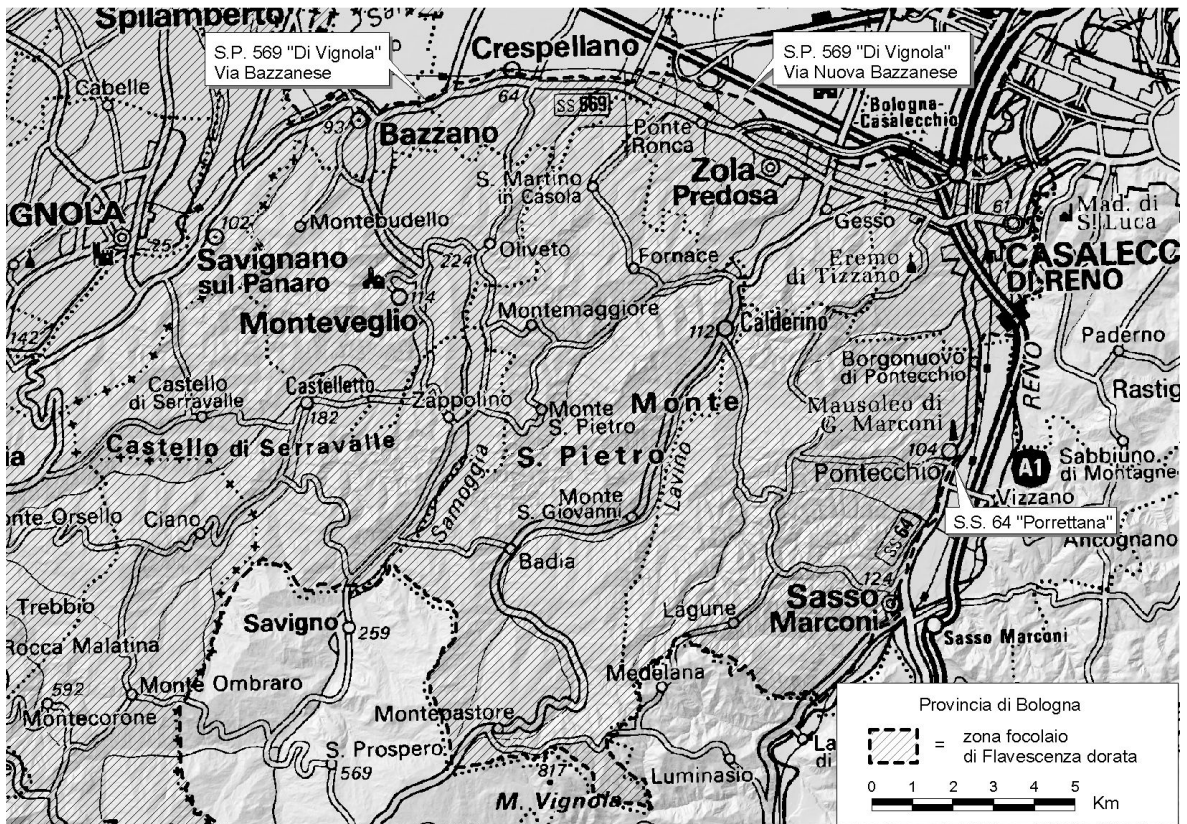 Spilamberto
S.P. 569 "Di Vignola"
Via Bazzanese
Crespellano
S.P. 569 "Di Vignola"
Via Nuova Bazzanese
Cabelle
64
SS 569
Bologna-
Casalecchio
93
Bazzano
Ponte
Ronca
Zola
Predosa
S. Martino
in Casola
61
Mad. di
S. Luca
GNOLA
125
102
Montebudello
Gesso
Savignano
sul Panaro
224
Oliveto
Fornace
Eremo
di Tizzano
CASALECC
DI RENO
114
Monteveglio
Montemaggiore
112
Calderino
142
Paderno
Borgonuovo
di Pontecchio
RENO
Castello
di Serravalle
Castelletto
182
Zappolino
Monte
S. Pietro
Monte
S. Pietro
Mausoleo di
G. Marconi
Rastig
Castello di Serravalle
104
Pontecchio
A1
Sabbiuno
di Montagne
Samoggia
Lavino
Vizzano
Monte
S. Giovanni
S.S. 64 "Porrettana"
onte Orsello
Ciano
SS 64
Ancognano
Badia
124
Trebbio
Lagune
Sasso
Marconi
Savigno
259
Rocca Malatina
Sasso Marconi
592
Monte Ombraro
Medelana
Montecorone
Montepastore
S. Prospero
569
817
M. Vignola
Luminasio
La
di
Provincia di Bologna
= zona focolaio
di Flavescenza dorata
0 1 2 3 4 5
Km